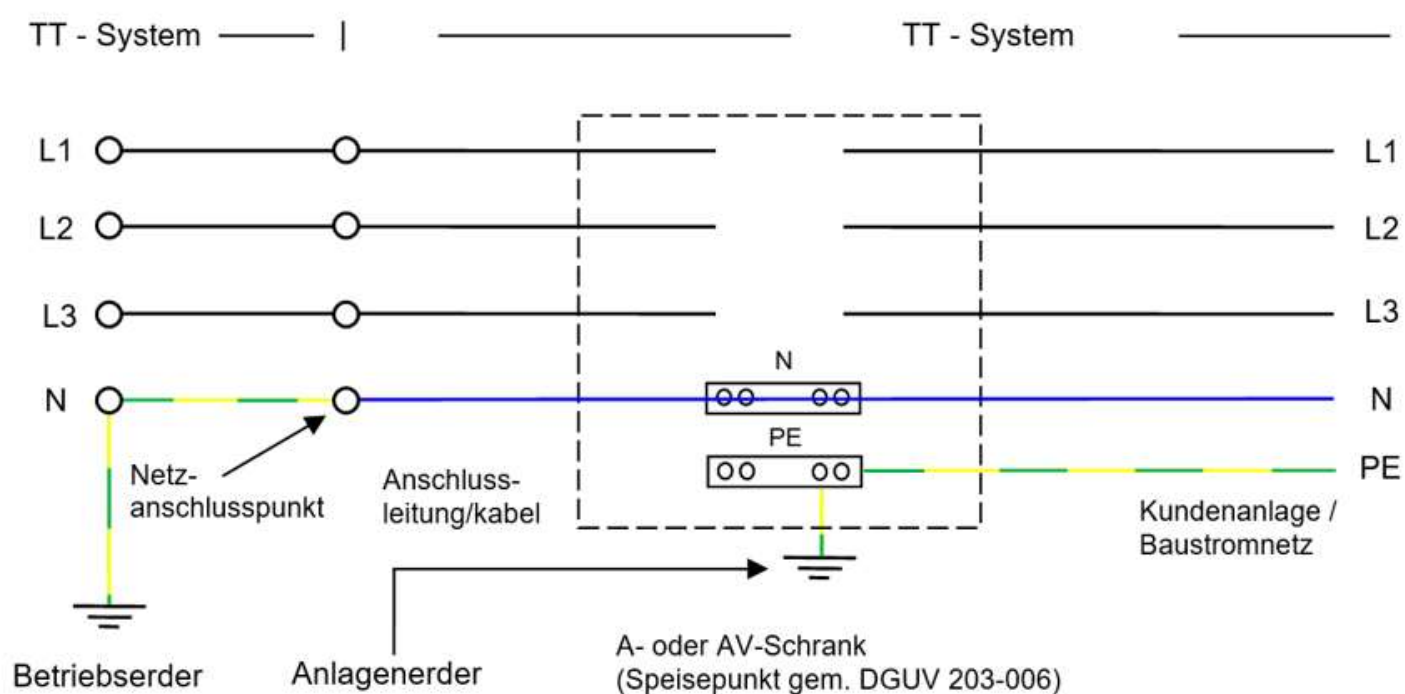 TT - System
TT - System
L1
L1
L2
L2
L3
L3
N
N
N
PE
PE
Netz-
anschlusspunkt
Anschluss-
leitung/kabel
Kundenanlage /
Baustromnetz
Betriebserder
Anlagenerder
A- oder AV-Schrank
(Speisepunkt gem. DGUV 203-006)